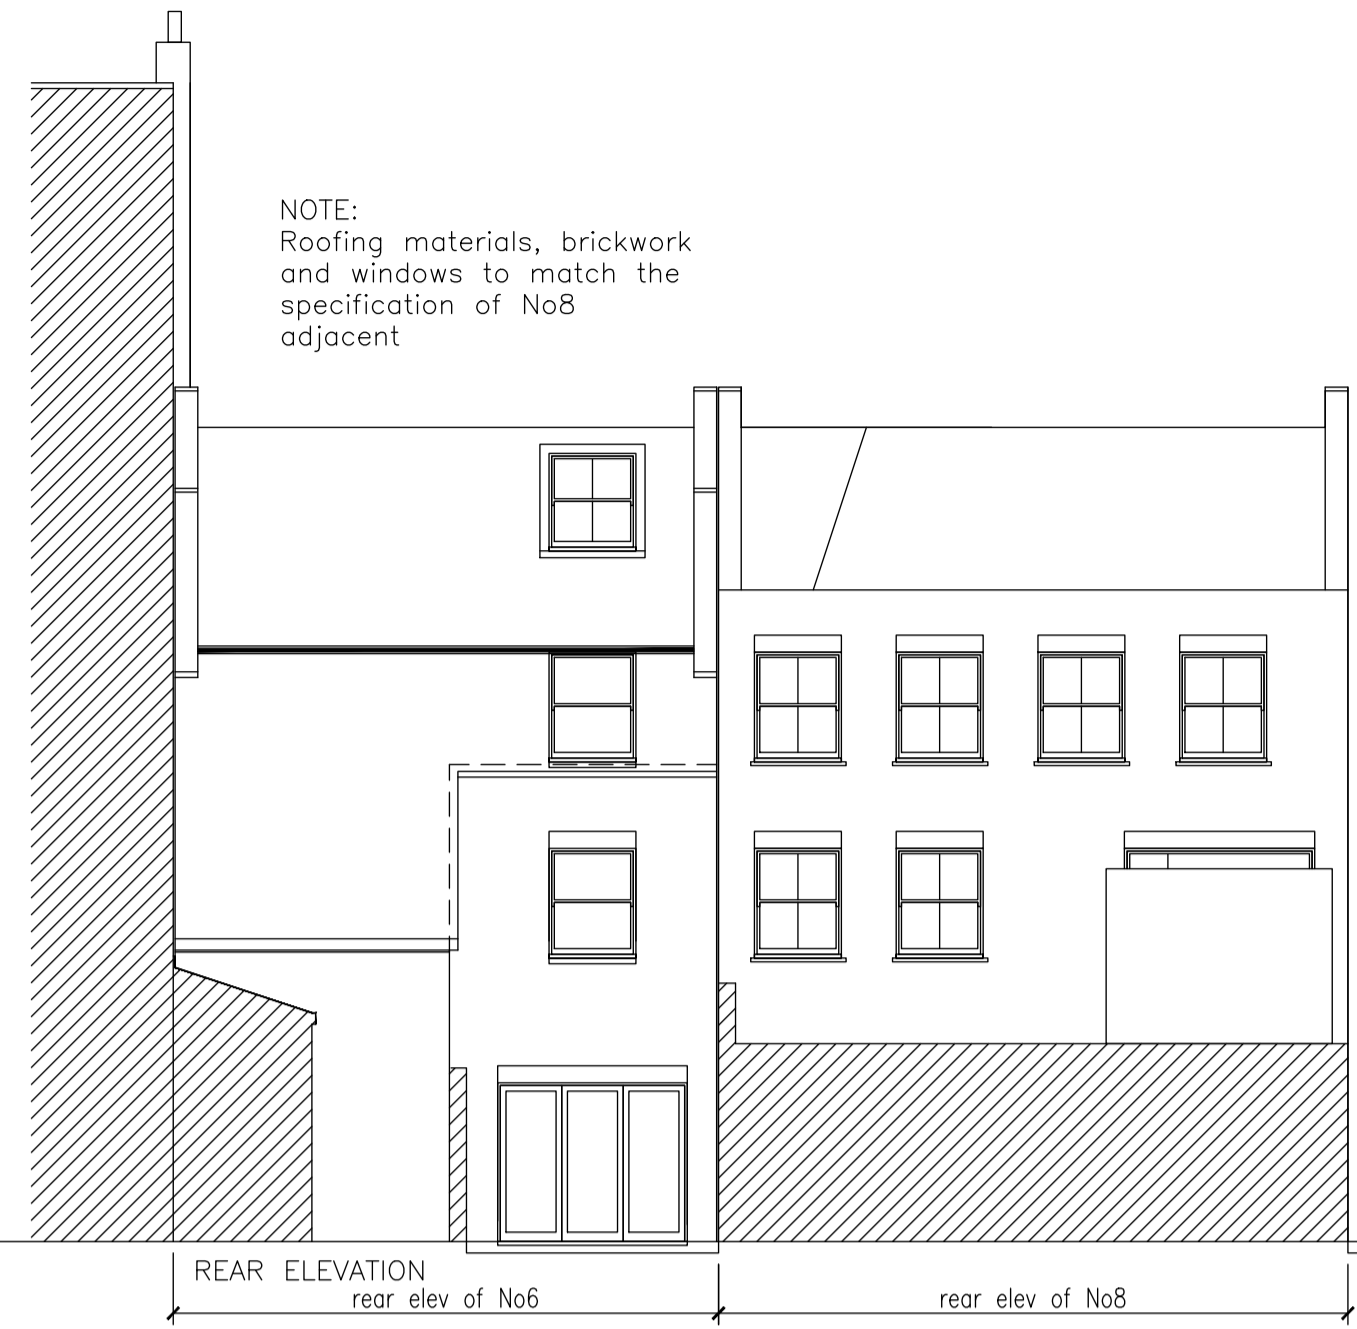 NOTE:
Roofing materials, brickwork
and windows to match the
specification of No8
adjacent
REAR ELEVATION
rear elev of No6
rear elev of No8